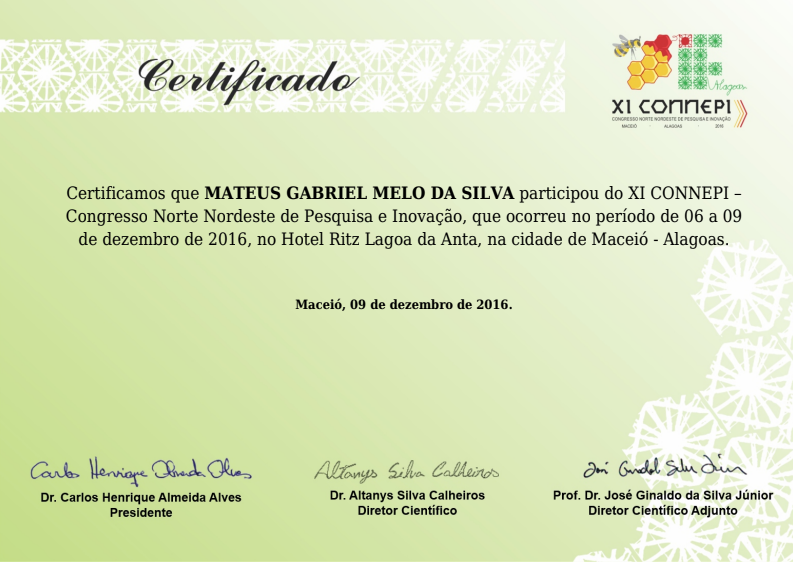 Certificado
Alagoas
XI CONNEPI
CONGRESSO NORTE NORDESTE DE PESQUISA E INOVAÇÃO
MACEIÓ - ALAGOAS 2016
Certificamos que MATEUS GABRIEL MELO DA SILVA participou do XI CONNEPI –
Congresso Norte Nordeste de Pesquisa e Inovação, que ocorreu no período de 06 a 09
de dezembro de 2016, no Hotel Ritz Lagoa da Anta, na cidade de Maceió - Alagoas.
Maceió, 09 de dezembro de 2016.
Carlos Henrique Almeida Alves
Altanys Silva Calheiros
Dr. Carlos Henrique Almeida Alves
Presidente
Dr. Altanys Silva Calheiros
Diretor Científico
Prof. Dr. José Ginaldo da Silva Júnior
Diretor Científico Adjunto